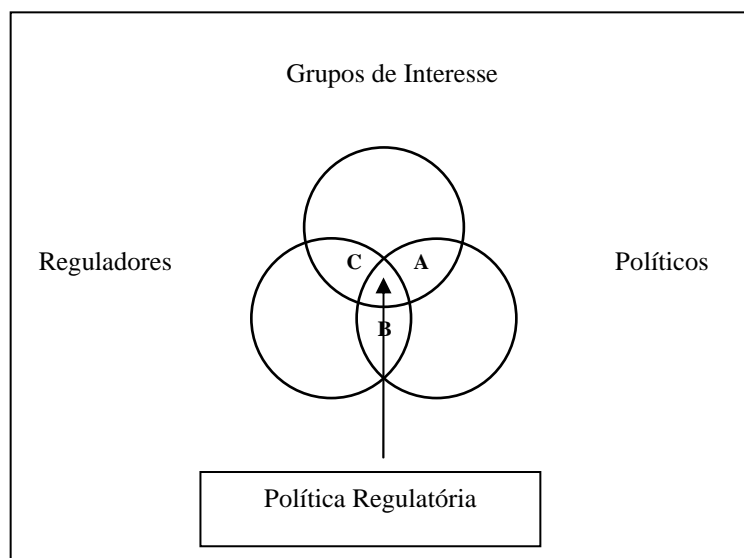 Grupos de Interesse
Reguladores
C
A
Políticos
B
Política Regulatória